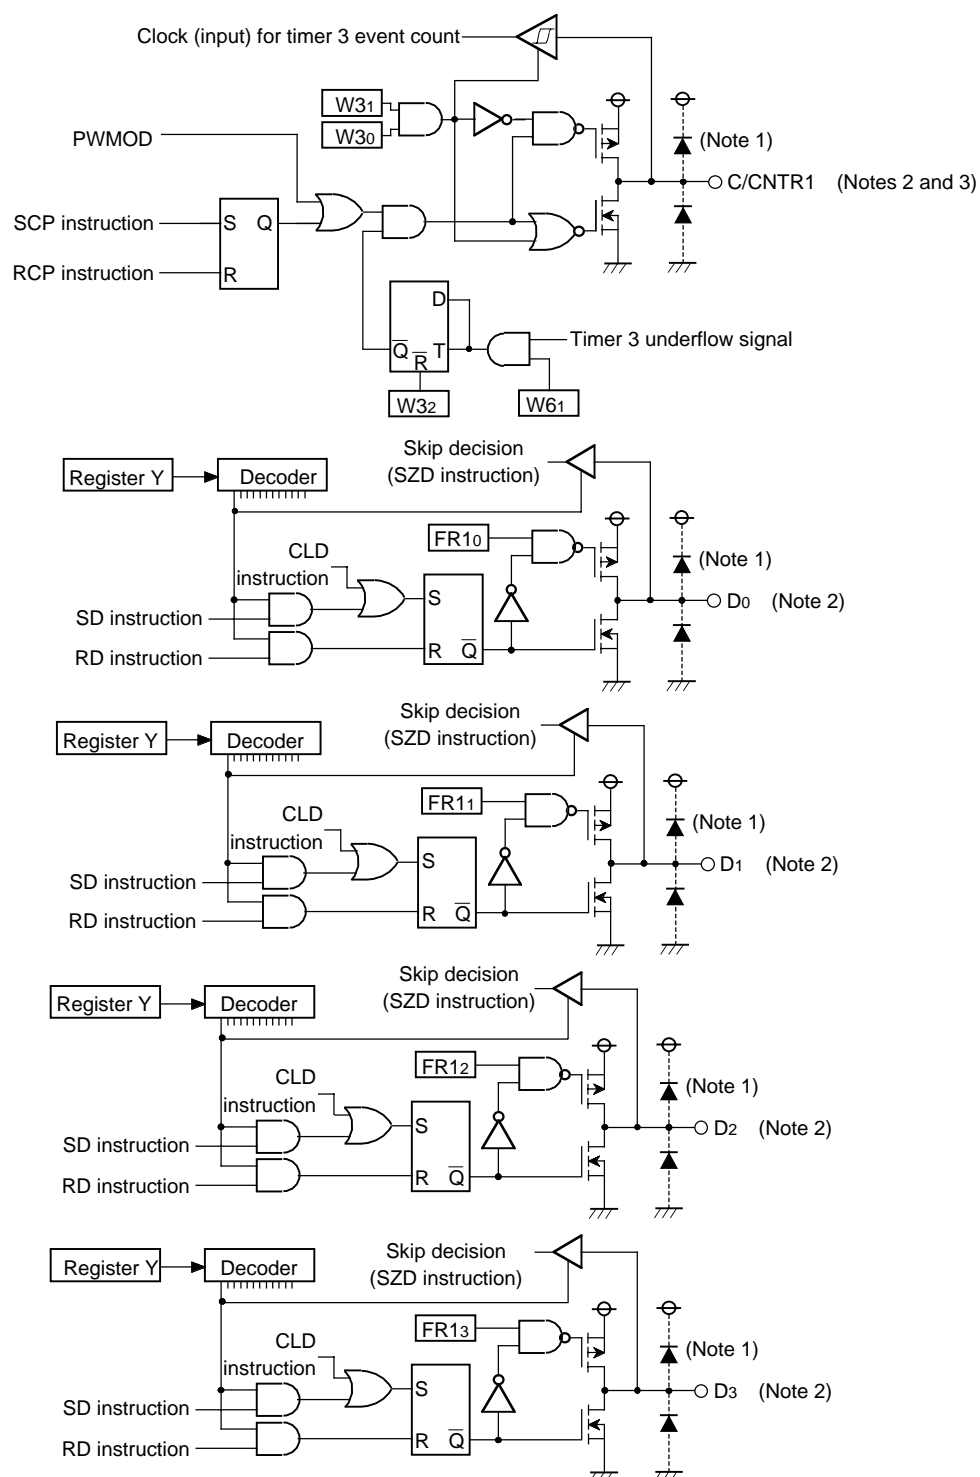 Clock (input) for timer 3 event count
W31
W30
PWMOD
(Note 1)
C/CNTR1 (Notes 2 and 3)
SCP instruction
S Q
RCP instruction
R
D
Q R T
Timer 3 underflow signal
W32
W61
Skip decision
(SZD instruction)
Register Y
Decoder
FR10
CLD
instruction
(Note 1)
S
D0 (Note 2)
SD instruction
RD instruction
R Q
Skip decision
(SZD instruction)
Register Y
Decoder
FR11
CLD
instruction
(Note 1)
S
D1 (Note 2)
SD instruction
RD instruction
R Q
Skip decision
(SZD instruction)
Register Y
Decoder
FR12
CLD
instruction
(Note 1)
S
D2 (Note 2)
SD instruction
RD instruction
R Q
Skip decision
(SZD instruction)
Register Y
Decoder
FR13
CLD
instruction
(Note 1)
S
D3 (Note 2)
SD instruction
RD instruction
R Q